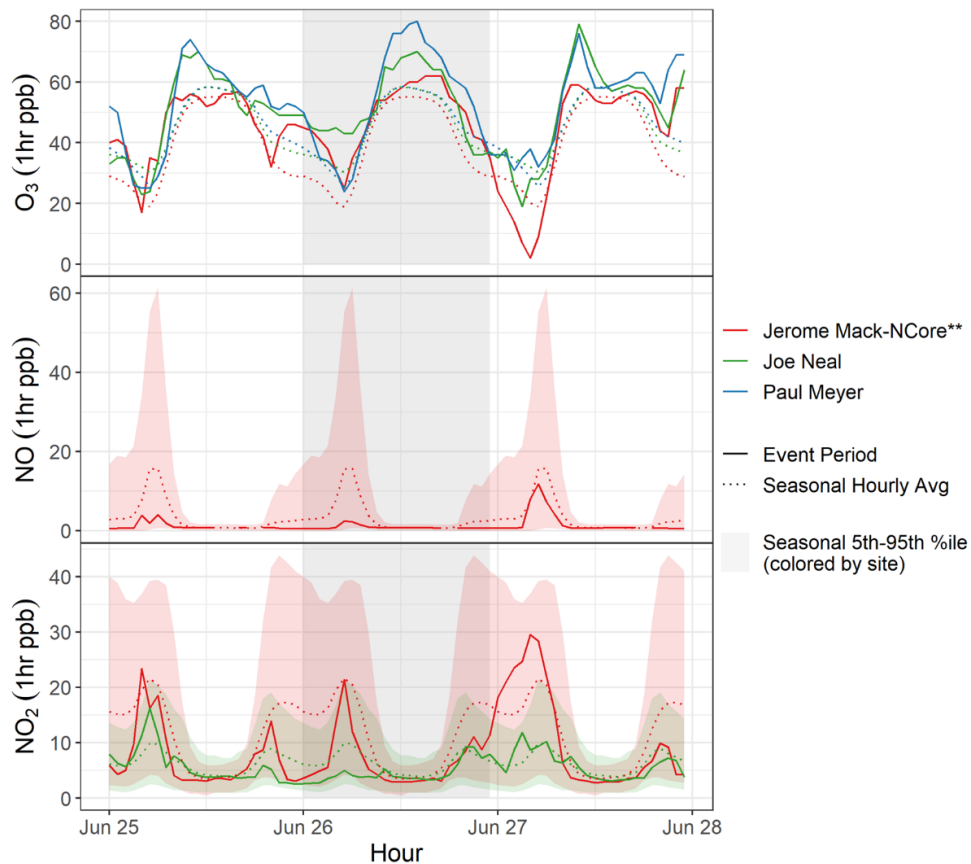 O₃ (1hr ppb)
80
60
40
20
0
NO (1hr ppb)
60
40
20
0
NO₂ (1hr ppb)
40
30
20
10
0
Jun 25
Jun 26
Jun 27
Jun 28
Hour
Jerome Mack-NCore**
Joe Neal
Paul Meyer
Event Period
Seasonal Hourly Avg
Seasonal 5th-95th %ile
(colored by site)